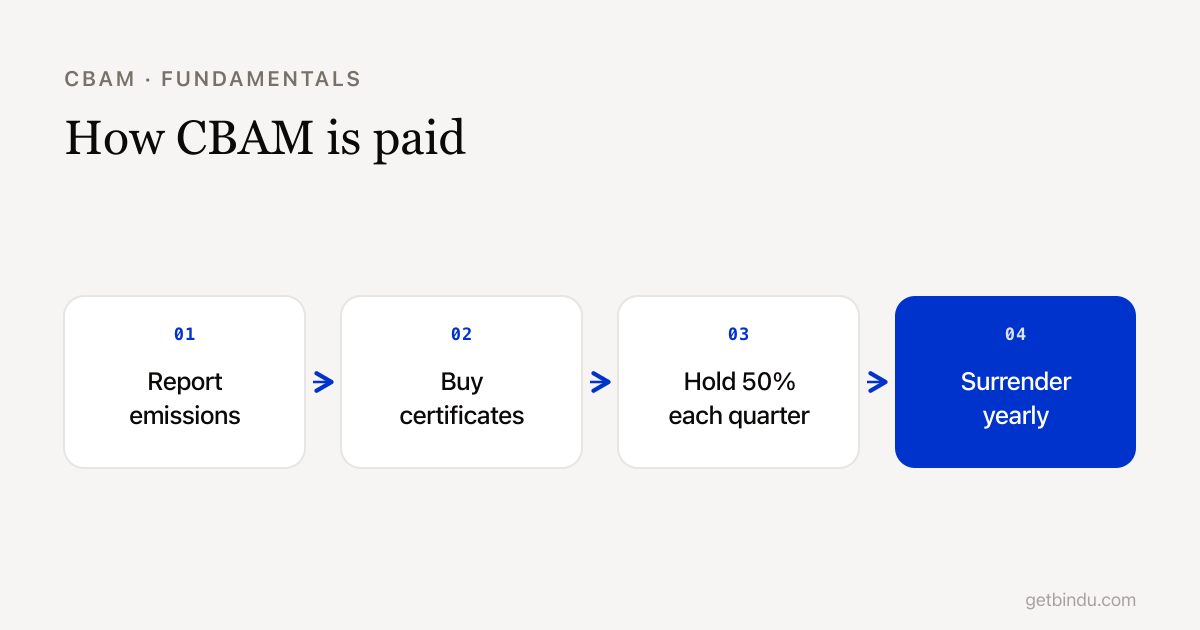 CBAM · FUNDAMENTALS
How CBAM is paid
01
Report
emissions
02
Buy
certificates
03
Hold 50%
each quarter
04
Surrender
yearly
getbindu.com